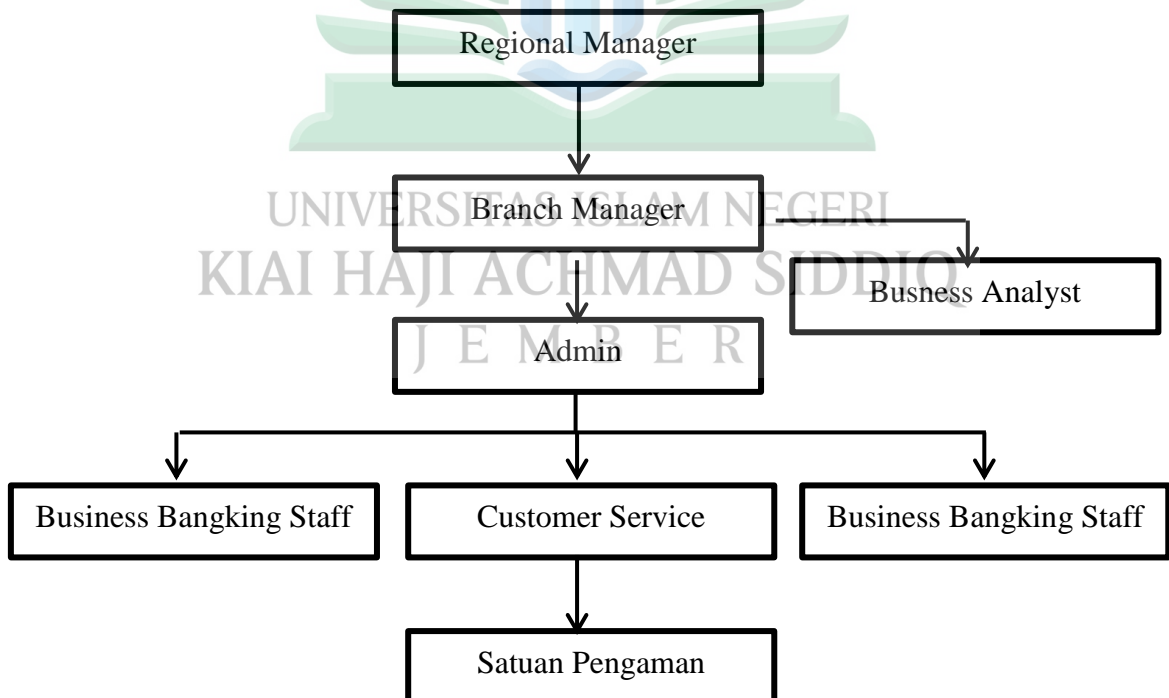 Regional Manager
UNIVERSITAS ISLAM NEGERI
Branch Manager
KIAI HAJI ACHMAD SIDDIQ
Busness Analyst
JEMBER
Admin
Business Bangking Staff
Customer Service
Business Bangking Staff
Satuan Pengaman